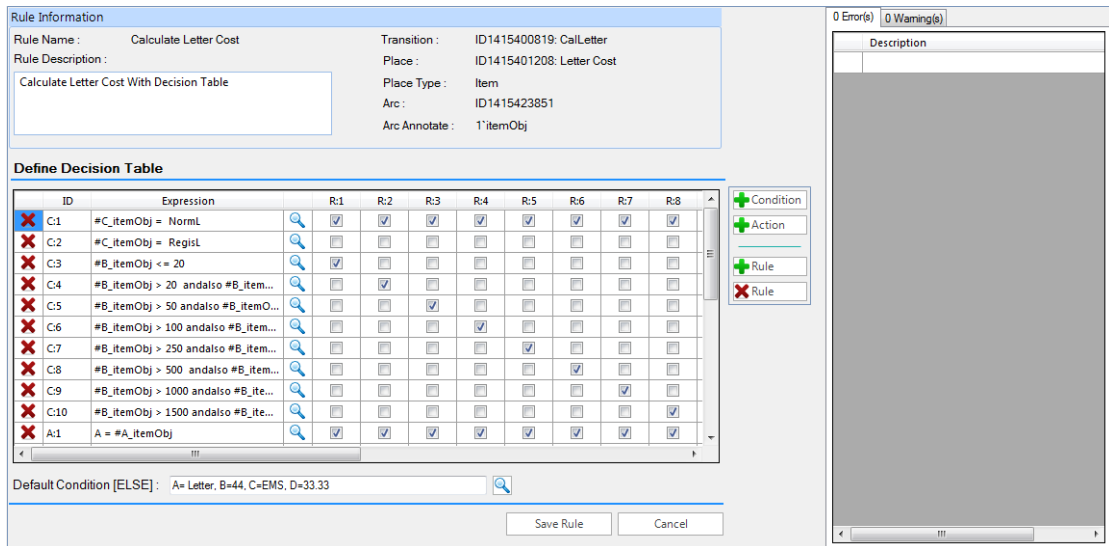 Rule Information
Rule Name : Calculate Letter Cost Transition : ID1415400819: CalLetter
Rule Description : Place : ID1415401208: Letter Cost
Calculate Letter Cost With Decision Table Place Type : Item
Arc : ID1415423851
Arc Annotate : 1`itemObj
Define Decision Table
ID Expression R:1 R:2 R:3 R:4 R:5 R:6 R:7 R:8
C:1 #C_itemObj = NormL
C:2 #C_itemObj = RegisL
C:3 #B_itemObj <= 20
C:4 #B_itemObj > 20 andalso #B_item...
C:5 #B_itemObj > 50 andalso #B_itemO...
C:6 #B_itemObj > 100 andalso #B_item...
C:7 #B_itemObj > 250 andalso #B_item...
C:8 #B_itemObj > 500 andalso #B_item...
C:9 #B_itemObj > 1000 andalso #B_ite...
C:10 #B_itemObj > 1500 andalso #B_ite...
A:1 A = #A_itemObj
Condition
Action
Rule
Rule
Default Condition [ELSE] : A= Letter, B=44, C=EMS, D=33.33
Save Rule Cancel
0 Error(s) 0 Warning(s)
Description